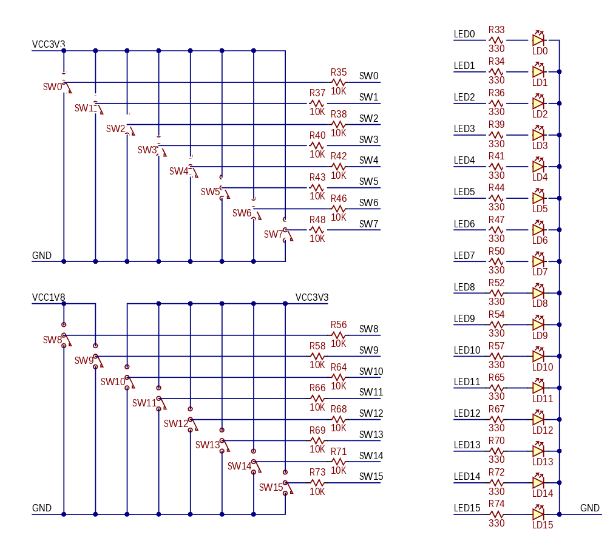 VCC3V3
SW0
R35
10K
SW0
SW1
R37
10K
SW1
SW2
R38
10K
SW2
SW3
R40
10K
SW3
SW4
R42
10K
SW4
SW5
R43
10K
SW5
SW6
R46
10K
SW6
SW7
R48
10K
SW7
GND
VCC1V8
VCC3V3
SW8
R56
10K
SW8
SW9
R58
10K
SW9
SW10
R64
10K
SW10
SW11
R66
10K
SW11
SW12
R68
10K
SW12
SW13
R69
10K
SW13
SW14
R71
10K
SW14
SW15
R73
10K
SW15
GND
LED0
R33
330
LD0
LED1
R34
330
LD1
LED2
R36
330
LD2
LED3
R39
330
LD3
LED4
R41
330
LD4
LED5
R44
330
LD5
LED6
R47
330
LD6
LED7
R50
330
LD7
LED8
R52
330
LD8
LED9
R54
330
LD9
LED10
R57
330
LD10
LED11
R65
330
LD11
LED12
R67
330
LD12
LED13
R70
330
LD13
LED14
R72
330
LD14
LED15
R74
330
LD15
GND